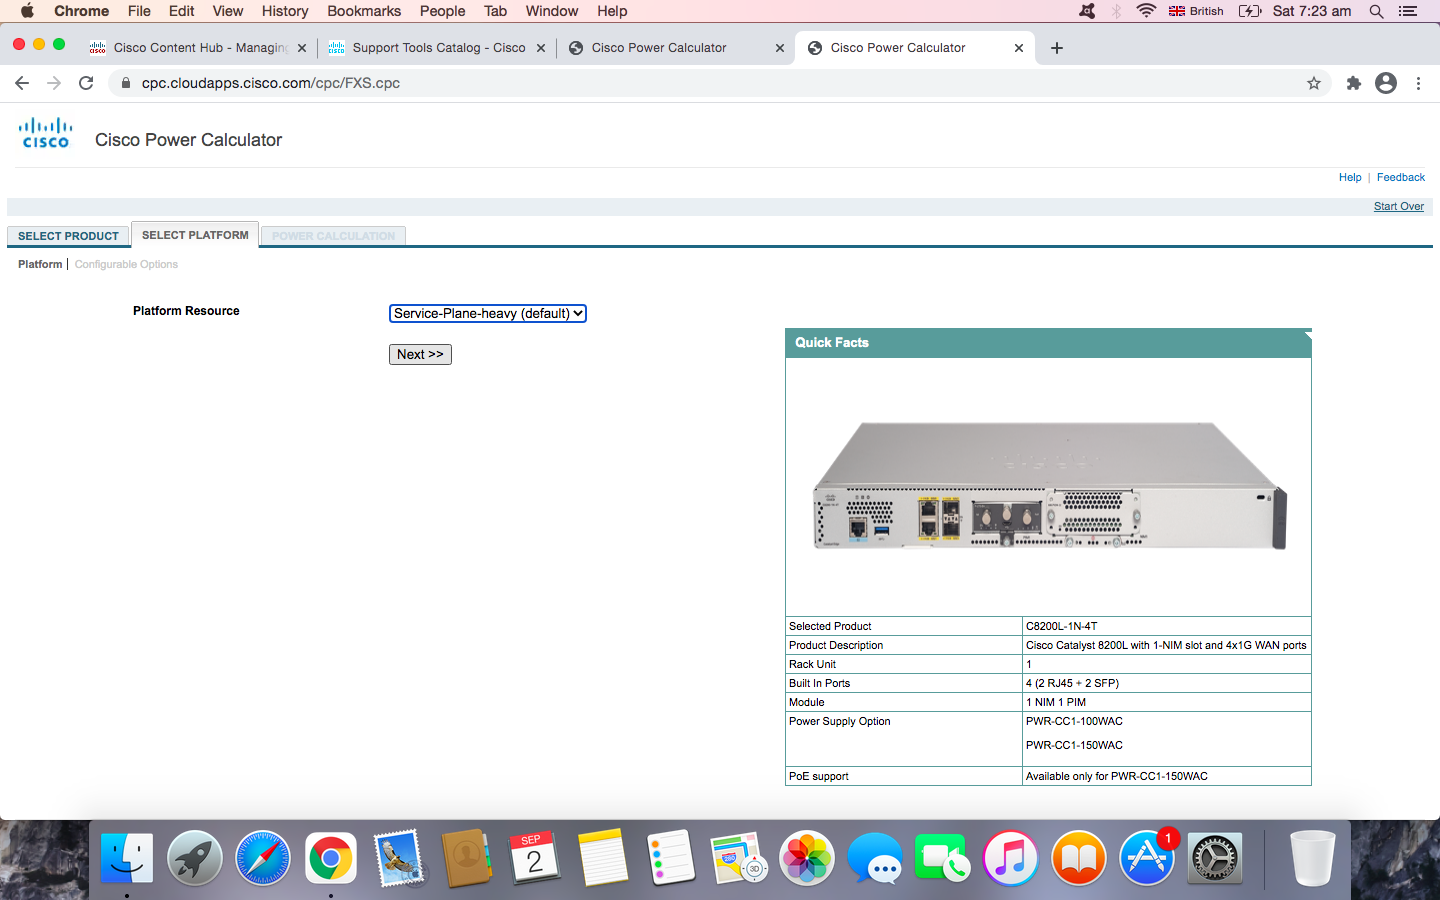 Chrome File Edit View History Bookmarks People Tab Window Help British Sat 7:23 am
Cisco Content Hub - Managing Support Tools Catalog - Cisco Cisco Power Calculator Cisco Power Calculator
cpc.cloudapps.cisco.com/cpc/FXS.cpc
CISCO Cisco Power Calculator
Help | Feedback
Start Over
SELECT PRODUCT SELECT PLATFORM POWER CALCULATION
Platform | Configurable Options
Platform Resource Service-Plane-heavy (default)
Next >>
Quick Facts
Selected Product C8200L-1N-4T
Product Description Cisco Catalyst 8200L with 1-NIM slot and 4x1G WAN ports
Rack Unit 1
Built In Ports 4 (2 RJ45 + 2 SFP)
Module 1 NIM 1 PIM
Power Supply Option PWR-CC1-100WAC
PWR-CC1-150WAC
PoE support Available only for PWR-CC1-150WAC
SEP
2
280
3D
1